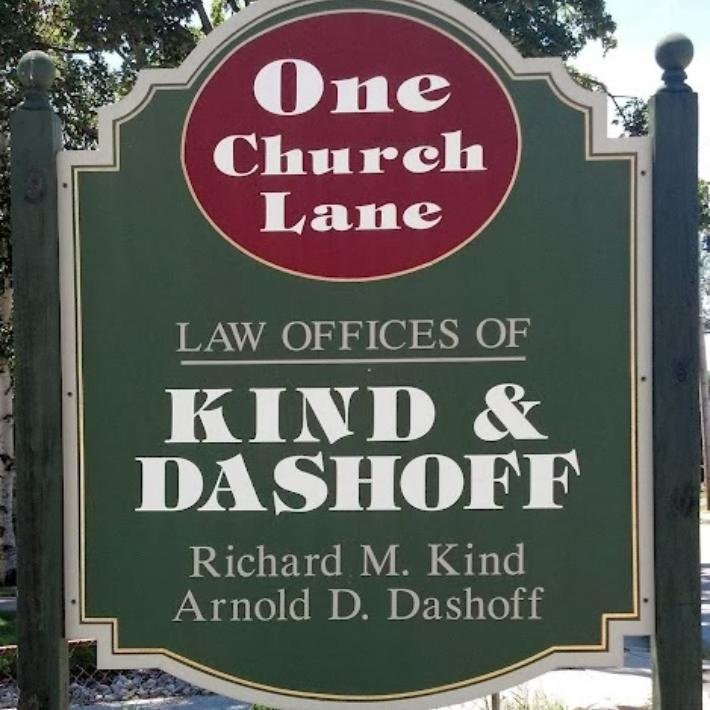 One
Church
Lane
LAW OFFICES OF
KIND &
DASHOFF
Richard M. Kind
Arnold D. Dashoff